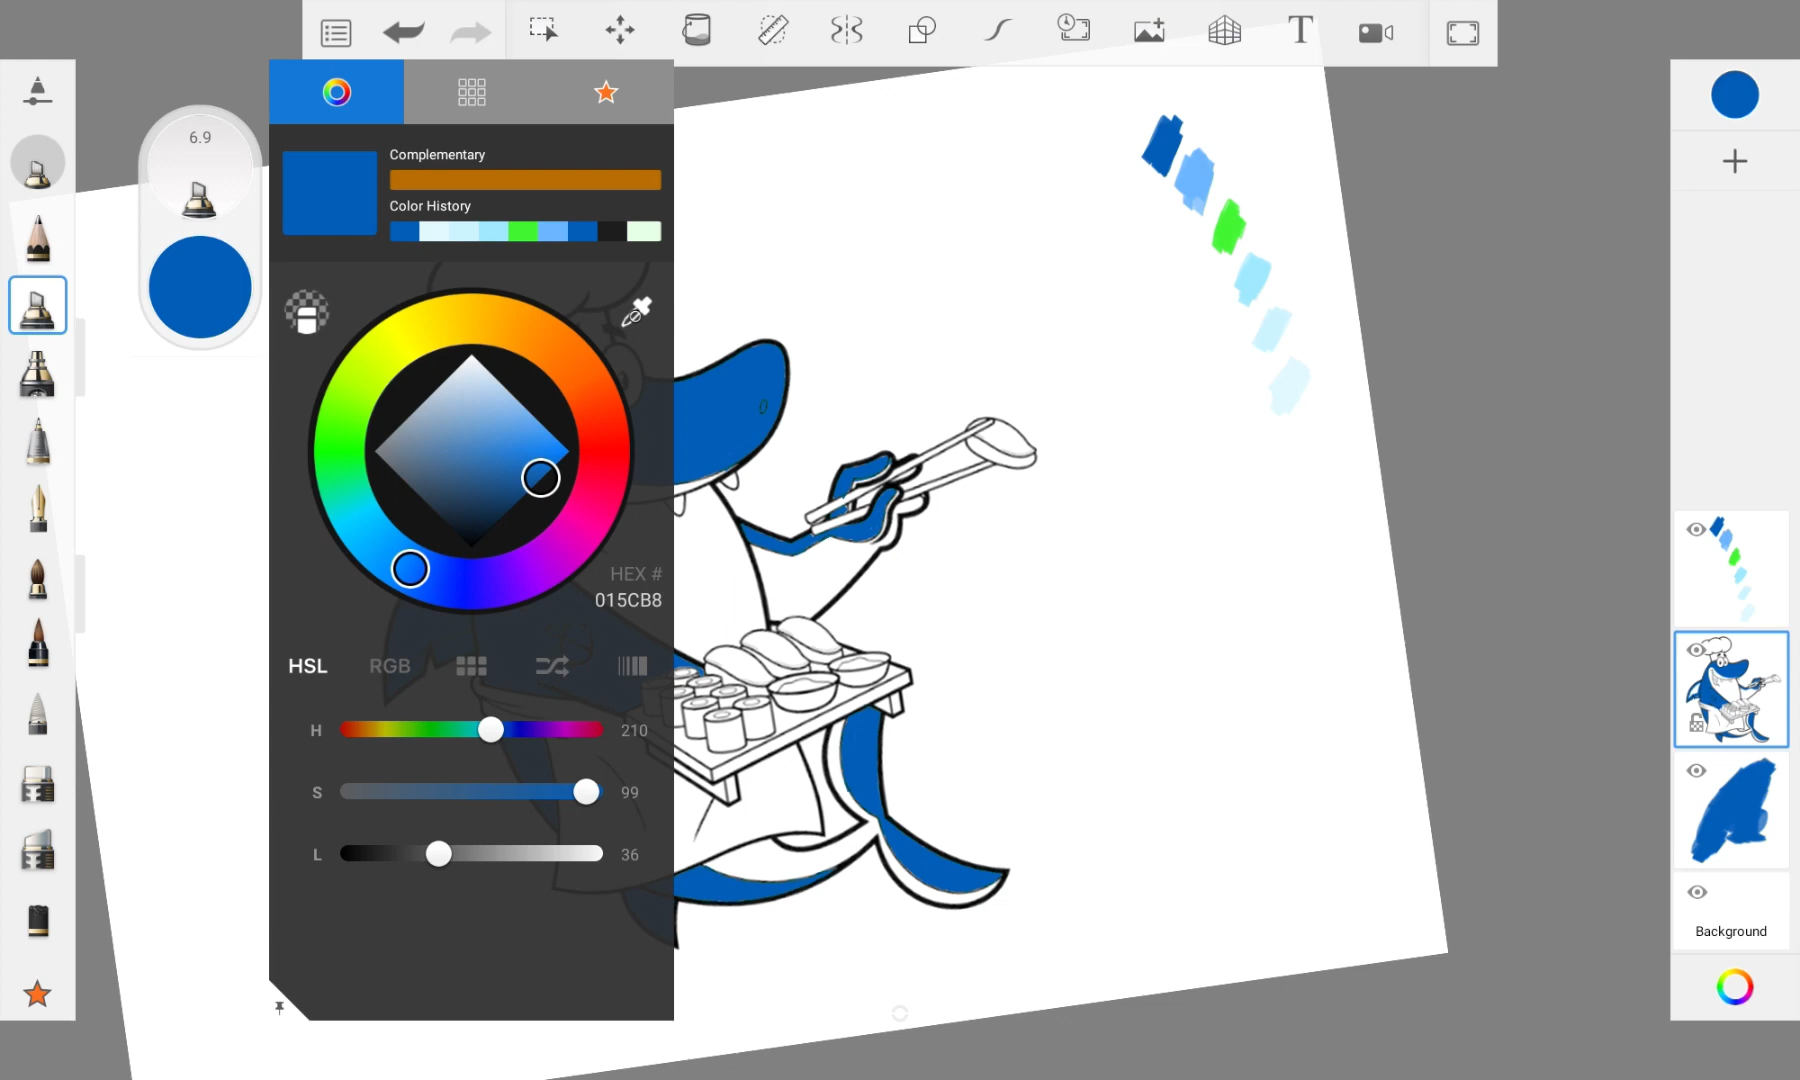 T
6.9
Complementary
Color History
HEX #
015CB8
HSL RGB
H 210
S 99
L 36
Background